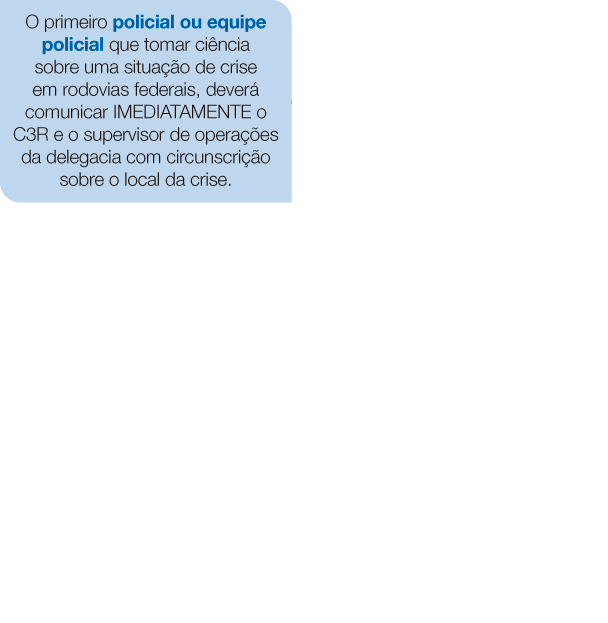 O primeiro policial ou equipe
policial que tomar ciência
sobre uma situação de crise
em rodovias federais, deverá
comunicar IMEDIATAMENTE o
C3R e o supervisor de operações
da delegacia com circunscrição
sobre o local da crise.